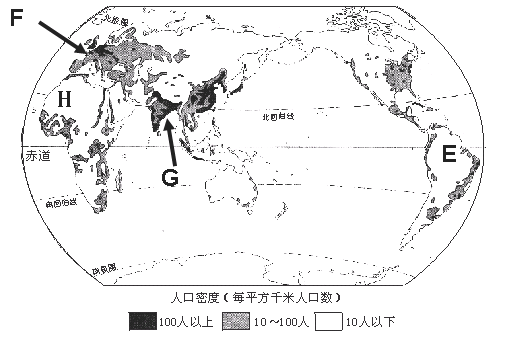 F
北极圈
H
北回归线
赤道
E
G
南回归线
南极圈
人口密度（每平方千米人口数）
100人以上 10～100人 10人以下